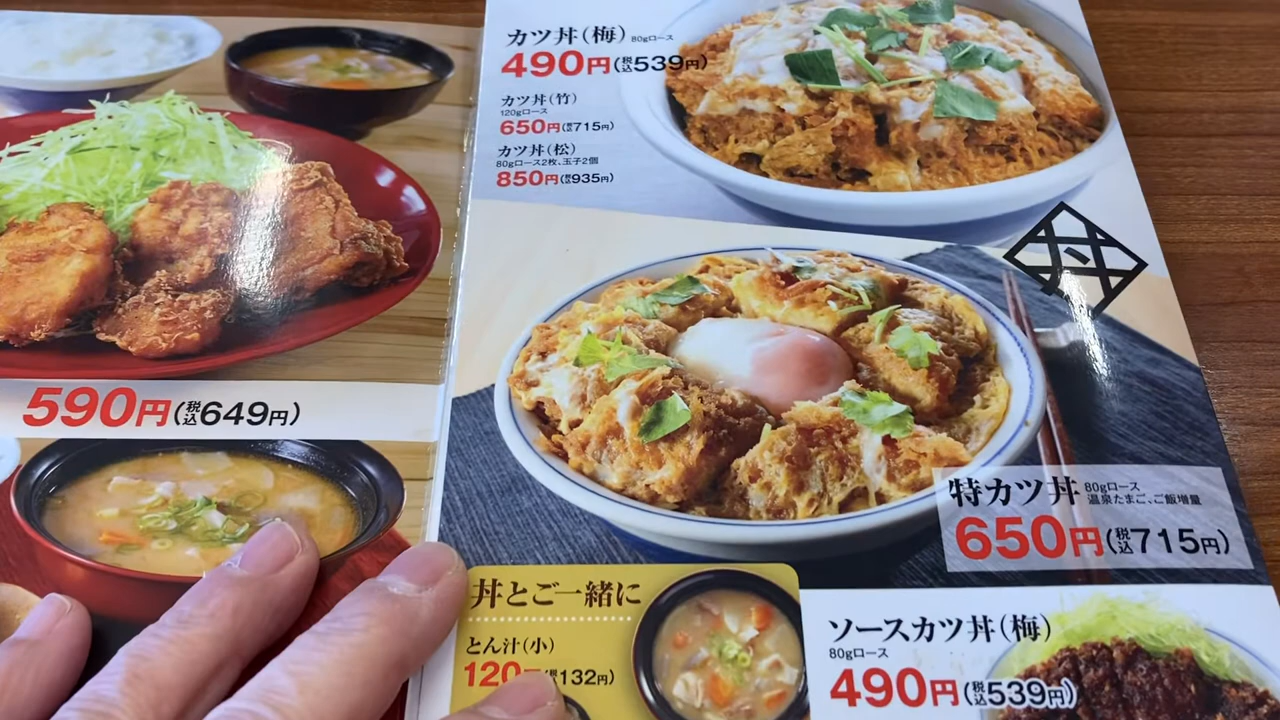 カツ丼(梅) 80gロース
490円(税込539円)
カツ丼(竹)
120gロース
650円(税込715円)
カツ丼(松)
80gロース2枚、玉子2個
850円(税込935円)
丼
590円(税込649円)
特カツ丼 80gロース
温泉たまご、ご飯増量
650円(税込715円)
丼とご一緒に
とん汁(小)
120円(税込132円)
ソースカツ丼(梅)
80gロース
490円(税込539円)